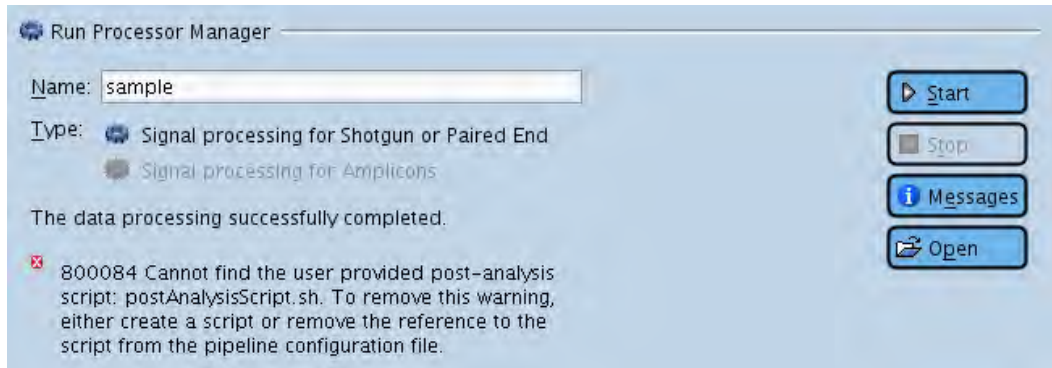 Run Processor Manager
Name: sample
Start
Type: Signal processing for Shotgun or Paired End
Stop
Signal processing for Amplicons
Messages
The data processing successfully completed.
Open
800084 Cannot find the user provided post-analysis
script: postAnalysisScript.sh. To remove this warning,
either create a script or remove the reference to the
script from the pipeline configuration file.